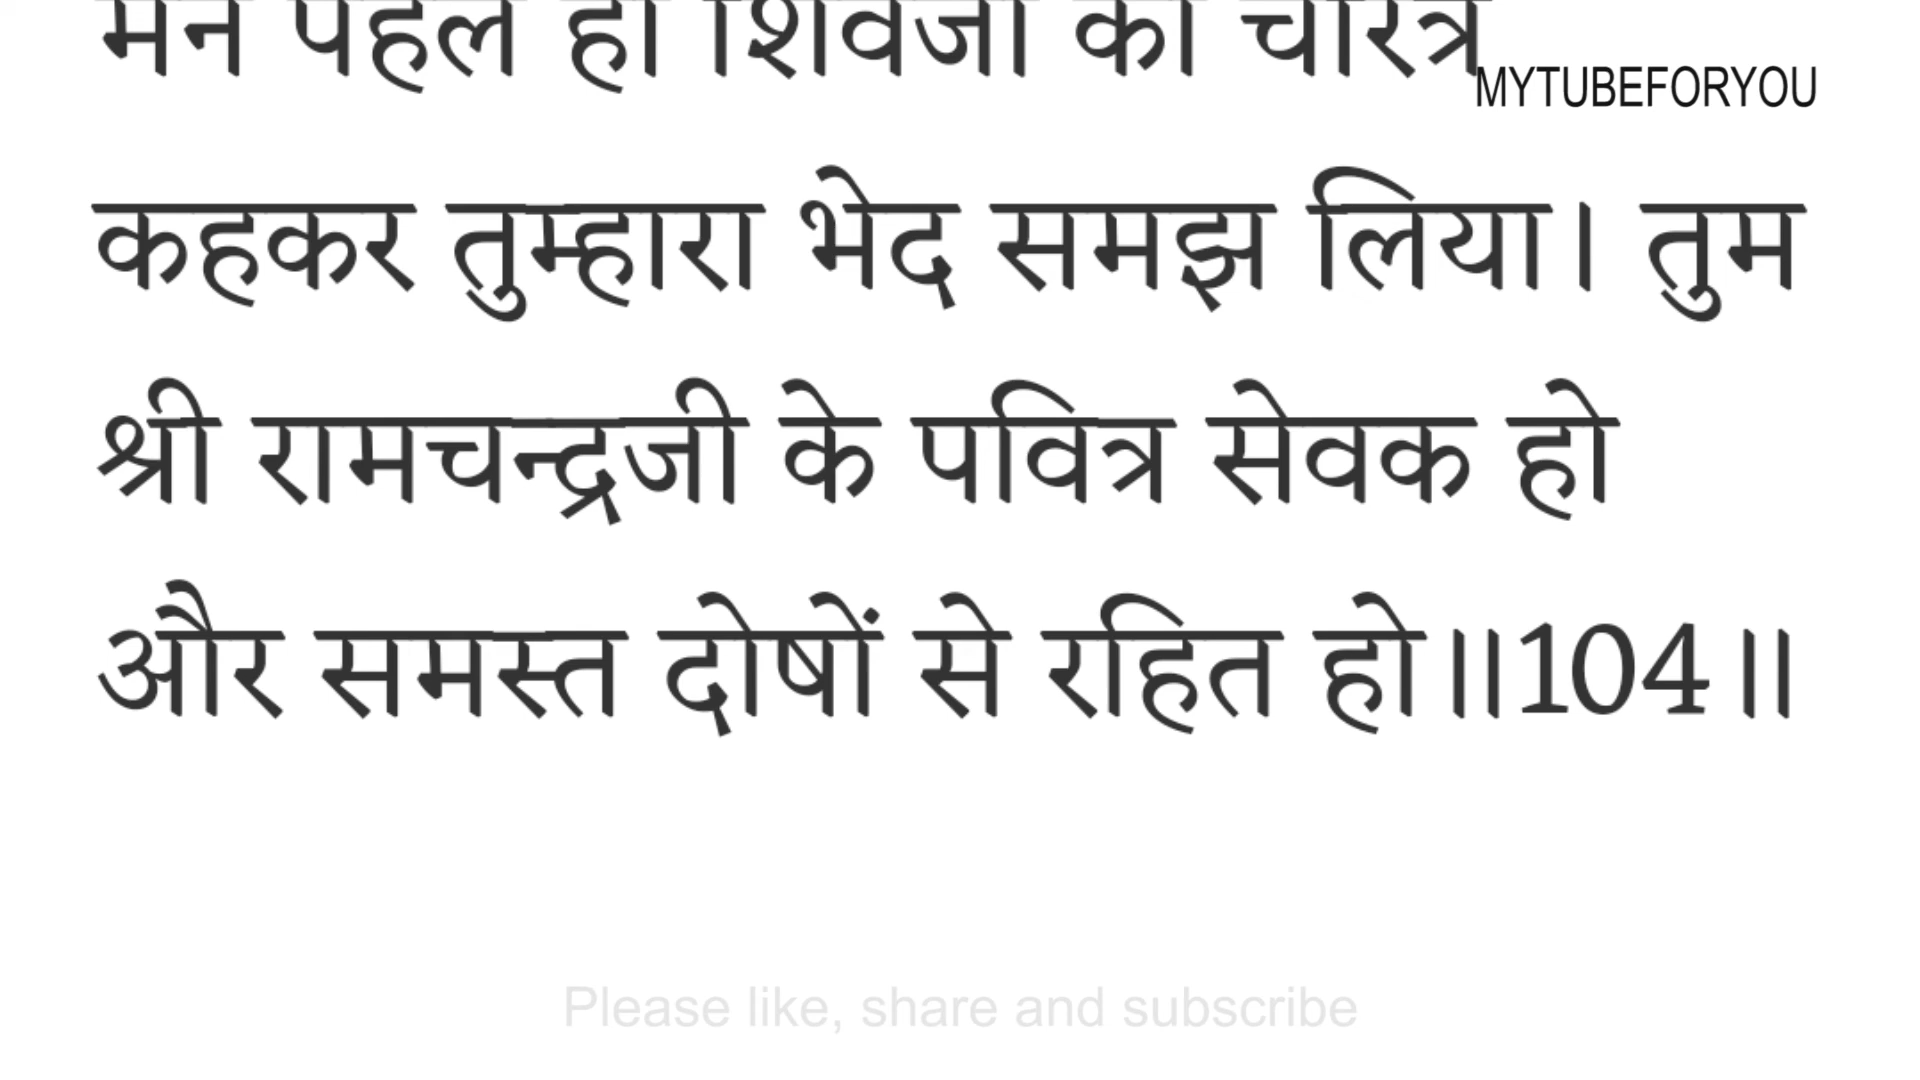 मैंने पहले ही शिवजी का चरित्र
MYTUBEFORYOU
कहकर तुम्हारा भेद समझ लिया। तुम
श्री रामचन्द्रजी के पवित्र सेवक हो
और समस्त दोषों से रहित हो॥104॥
Please like, share and subscribe